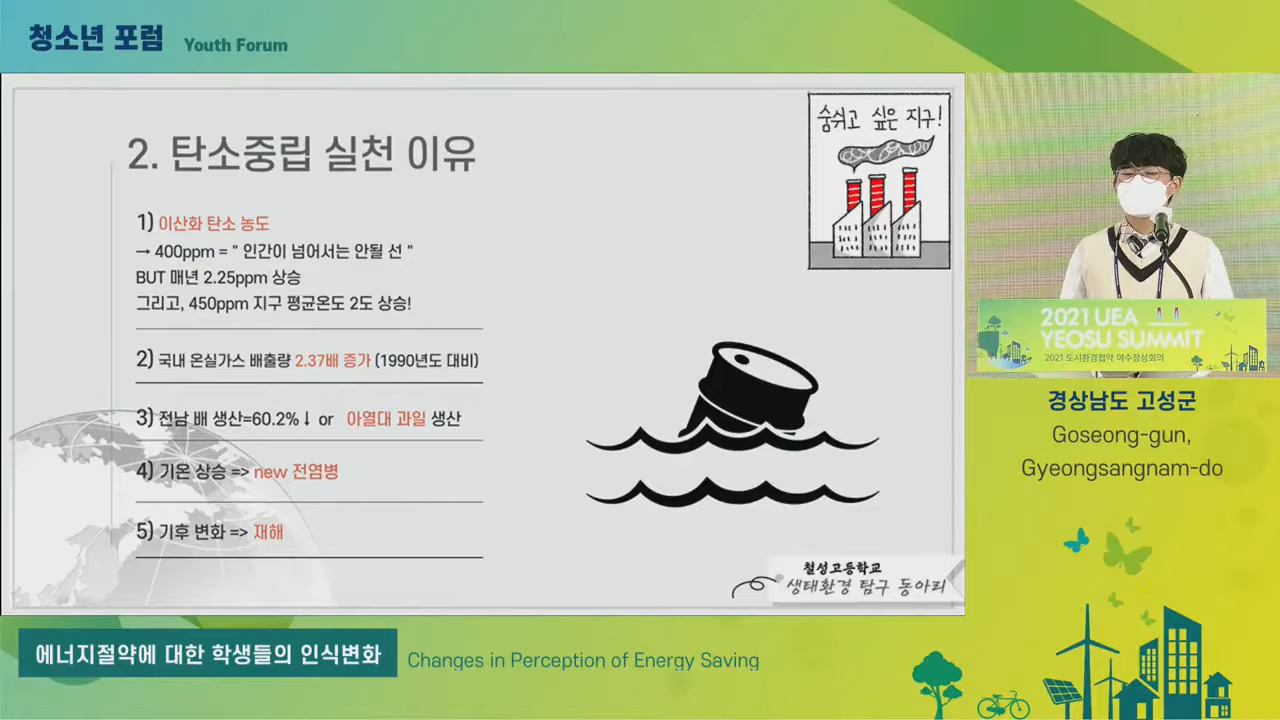 청소년 포럼 Youth Forum
2. 탄소중립 실천 이유
숨쉬고 싶은 지구!
1) 이산화 탄소 농도
→ 400ppm = " 인간이 넘어서는 안될 선 "
BUT 매년 2.25ppm 상승
그리고, 450ppm 지구 평균온도 2도 상승!
2) 국내 온실가스 배출량 2.37배 증가 (1990년도 대비)
3) 전남 배 생산=60.2%↓ or 아열대 과일 생산
4) 기온 상승 => new 전염병
5) 기후 변화 => 재해
철성고등학교
생태환경 탐구 동아리
2021 UEA
YEOSU SUMMIT
2021 도시환경협약 여수정상회의
경상남도 고성군
Goseong-gun,
Gyeongsangnam-do
에너지절약에 대한 학생들의 인식변화 Changes in Perception of Energy Saving